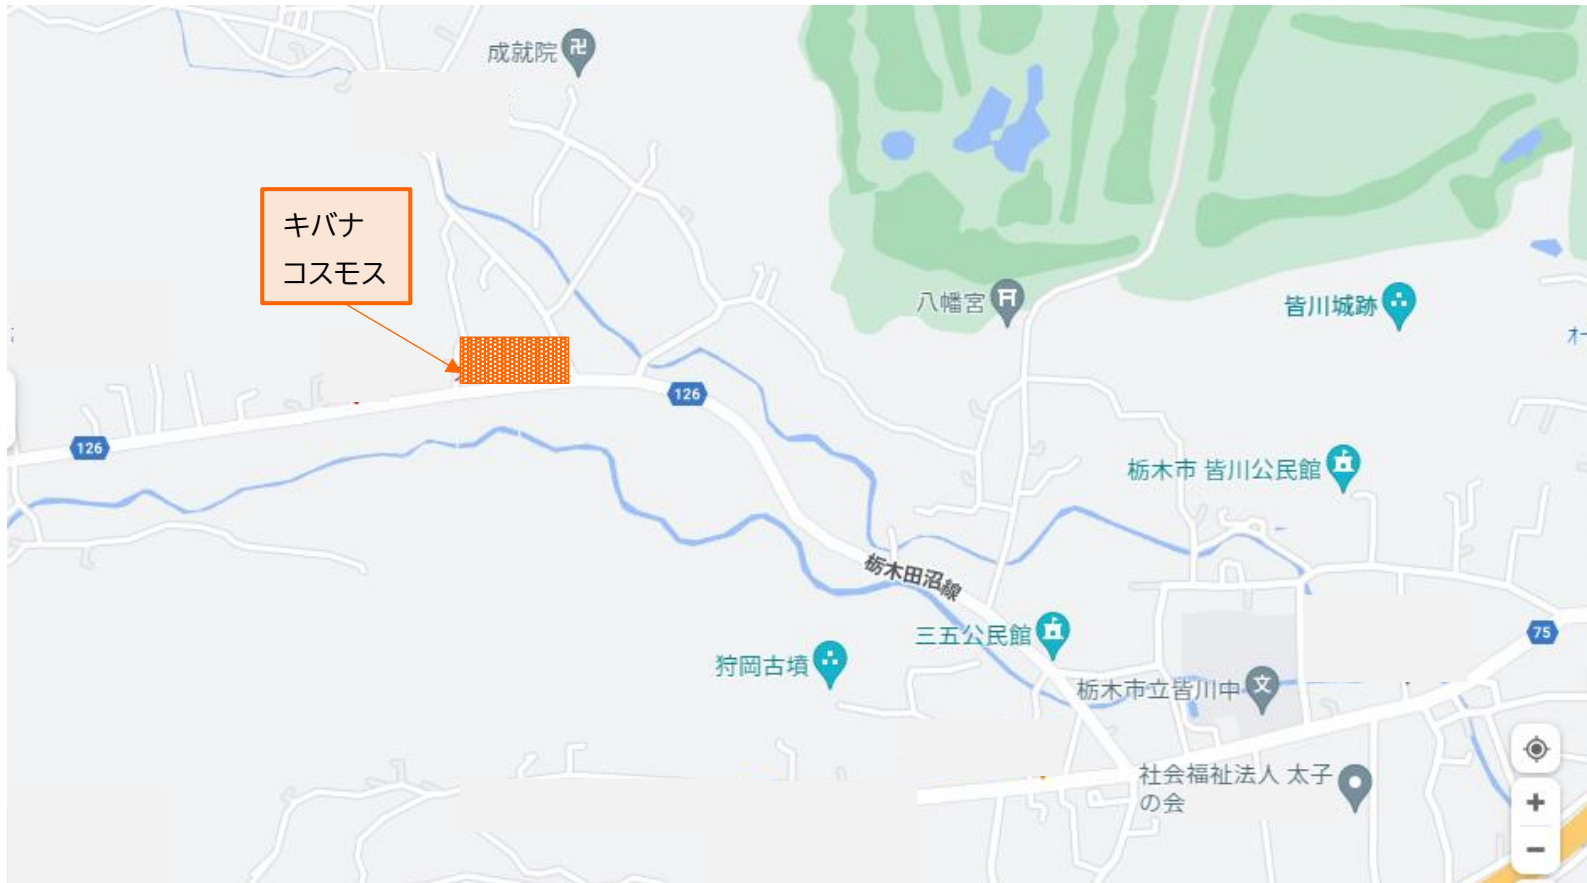 成就院
キバナ
コスモス
八幡宮
皆川城跡
126
126
栃木市 皆川公民館
栃木田沼線
三五公民館
75
狩岡古墳
栃木市立皆川中
文
社会福祉法人 太子
の会